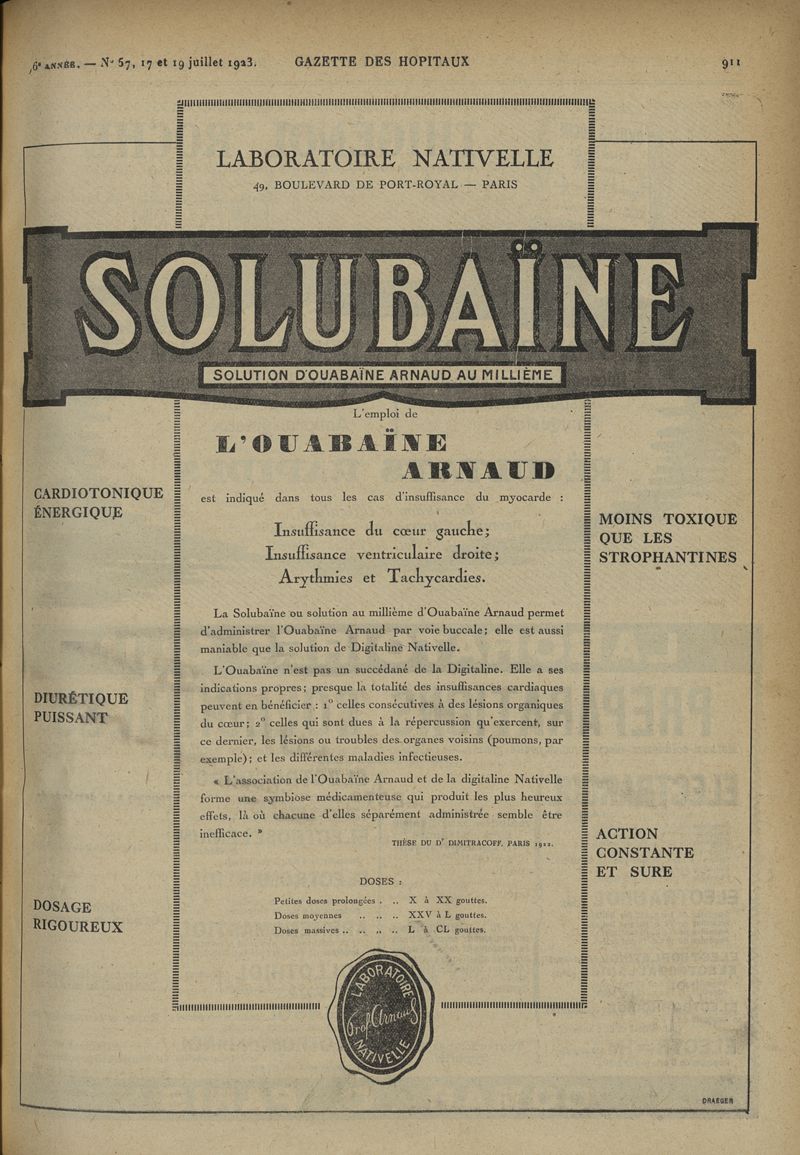 6e ANNÉE. — No 57, 17 et 19 juillet 1923.
GAZETTE DES HOPITAUX
911
LABORATOIRE NATIVELLE
49, BOULEVARD DE PORT-ROYAL — PARIS
SOLUBAÏNE
SOLUTION D'OUABAÏNE ARNAUD AU MILLIÈME
L'emploi de
L'OUABAÏNE
ARNAUD
est indiqué dans tous les cas d'insuffisance du myocarde :
Insuffisance du cœur gauche;
Insuffisance ventriculaire droite;
Arythmies et Tachycardies.
La Solubaïne ou solution au millième d'Ouabaïne Arnaud permet
d'administrer l'Ouabaïne Arnaud par voie buccale; elle est aussi
maniable que la solution de Digitaline Nativelle.
L'Ouabaïne n'est pas un succédané de la Digitaline. Elle a ses
indications propres; presque la totalité des insuffisances cardiaques
peuvent en bénéficier : 1o celles consécutives à des lésions organiques
du cœur; 2o celles qui sont dues à la répercussion qu'exercent, sur
ce dernier, les lésions ou troubles des organes voisins (poumons, par
exemple); et les différentes maladies infectieuses.
« L'association de l'Ouabaïne Arnaud et de la digitaline Nativelle
forme une symbiose médicamenteuse qui produit les plus heureux
effets, là où chacune d'elles séparément administrée semble être
inefficace. »
THÈSE DU Dr DIMITRACOFF, PARIS 1922.
DOSES :
Petites doses prolongées . .. X à XX gouttes.
Doses moyennes .. .. .. XXV à L gouttes.
Doses massives .. .. .. .. L à CL gouttes.
CARDIOTONIQUE
ÉNERGIQUE
DIURÉTIQUE
PUISSANT
DOSAGE
RIGOUREUX
MOINS TOXIQUE
QUE LES
STROPHANTINES
ACTION
CONSTANTE
ET SURE
LABORATOIRE
Prof. Arnaud
NATIVELLE
DRAEGER